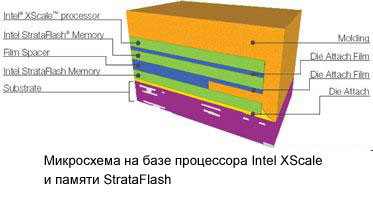 Intel® XScale™ processor
Intel StrataFlash® Memory
Film Spacer
Intel StrataFlash Memory
Substrate
Molding
Die Attach Film
Die Attach Film
Die Attach
Микросхема на базе процессора Intel XScale
и памяти StrataFlash